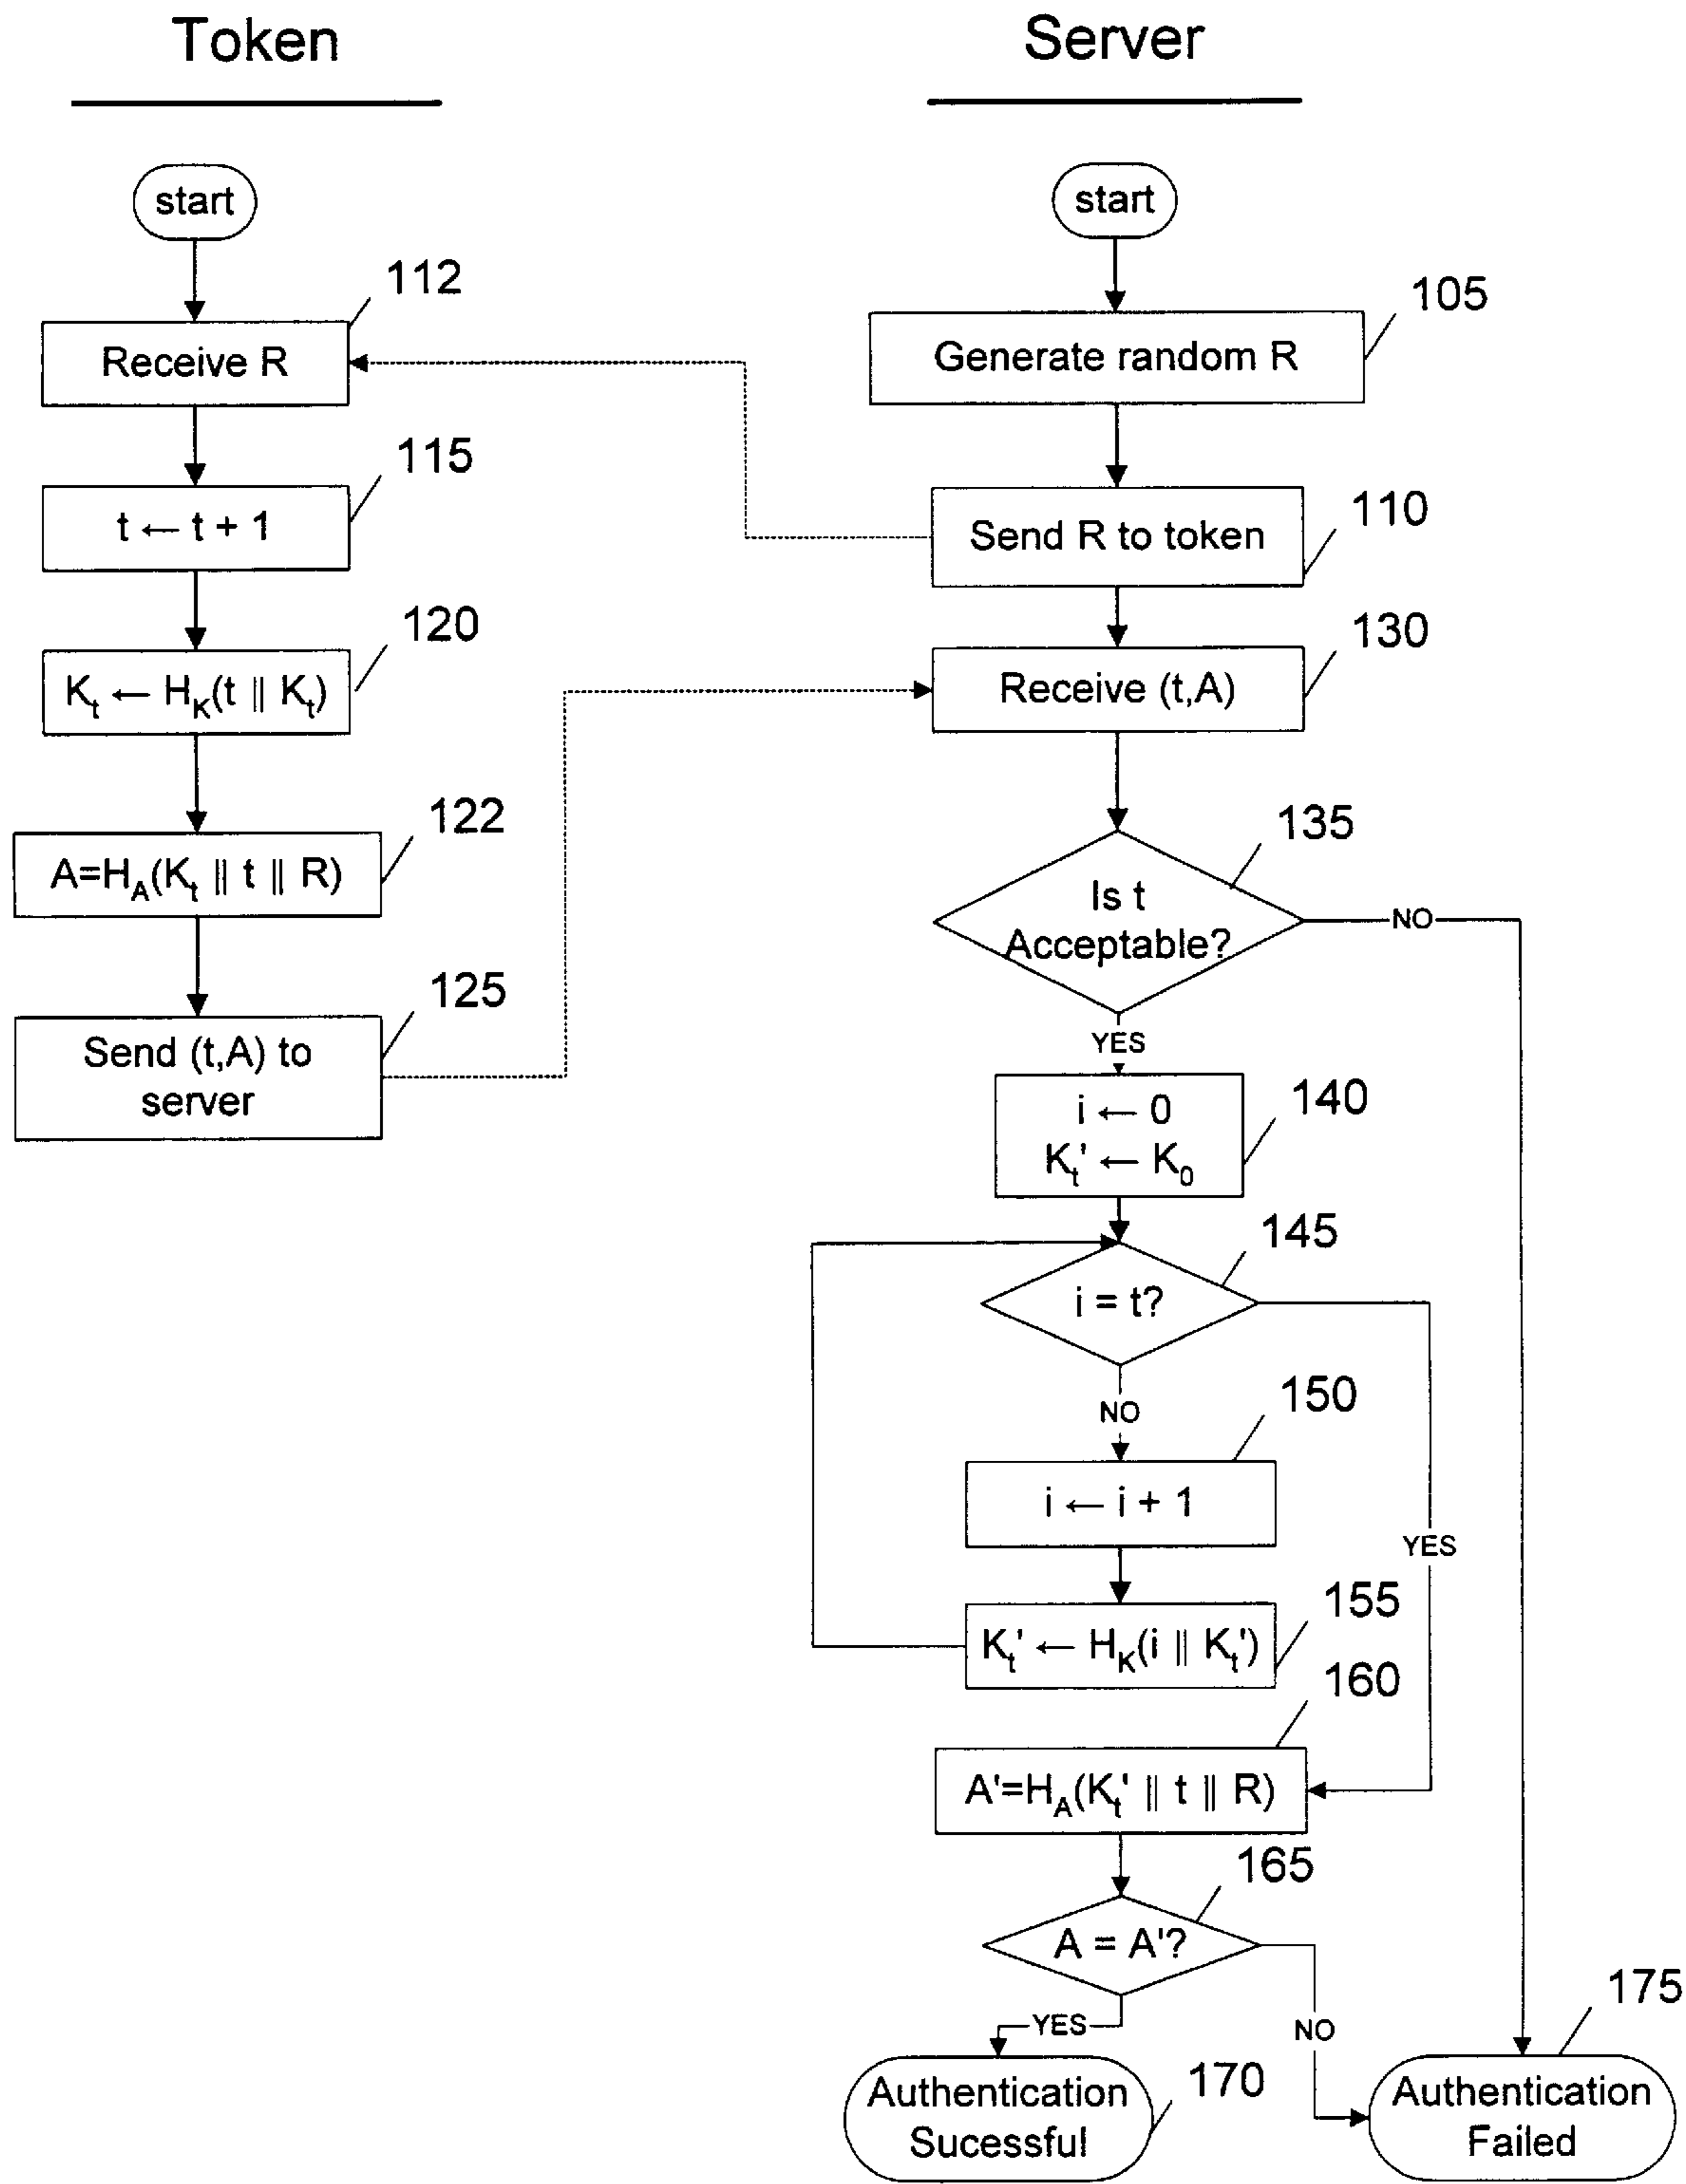 Token
start
112
Receive R
115
t ← t + 1
120
Kt ← HK(t || Kt)
122
A=HA(Kt || t || R)
125
Send (t,A) to
server
Server
start
105
Generate random R
110
Send R to token
130
Receive (t,A)
135
Is t
Acceptable?
NO
YES
140
i ← 0
Kt' ← K0
145
i = t?
NO
YES
150
i ← i + 1
155
Kt' ← HK(i || Kt')
160
A'=HA(Kt' || t || R)
165
A = A'?
YES
NO
170
Authentication
Sucessful
175
Authentication
Failed